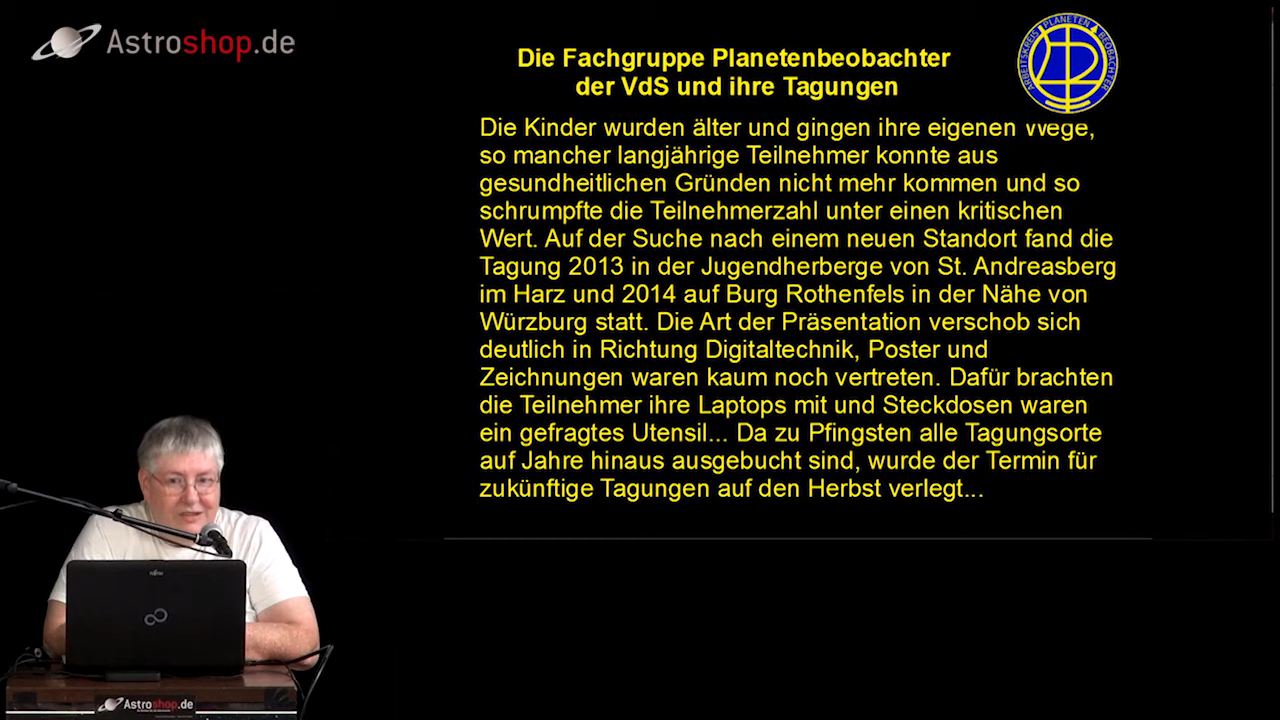 Astroshop.de
Die Fachgruppe Planetenbeobachter
der VdS und ihre Tagungen
ARBEITSKREIS PLANETEN BEOBACHTER
Die Kinder wurden älter und gingen ihre eigenen Wege,
so mancher langjährige Teilnehmer konnte aus
gesundheitlichen Gründen nicht mehr kommen und so
schrumpfte die Teilnehmerzahl unter einen kritischen
Wert. Auf der Suche nach einem neuen Standort fand die
Tagung 2013 in der Jugendherberge von St. Andreasberg
im Harz und 2014 auf Burg Rothenfels in der Nähe von
Würzburg statt. Die Art der Präsentation verschob sich
deutlich in Richtung Digitaltechnik, Poster und
Zeichnungen waren kaum noch vertreten. Dafür brachten
die Teilnehmer ihre Laptops mit und Steckdosen waren
ein gefragtes Utensil... Da zu Pfingsten alle Tagungsorte
auf Jahre hinaus ausgebucht sind, wurde der Termin für
zukünftige Tagungen auf den Herbst verlegt...
FUJITSU
Astroshop.de